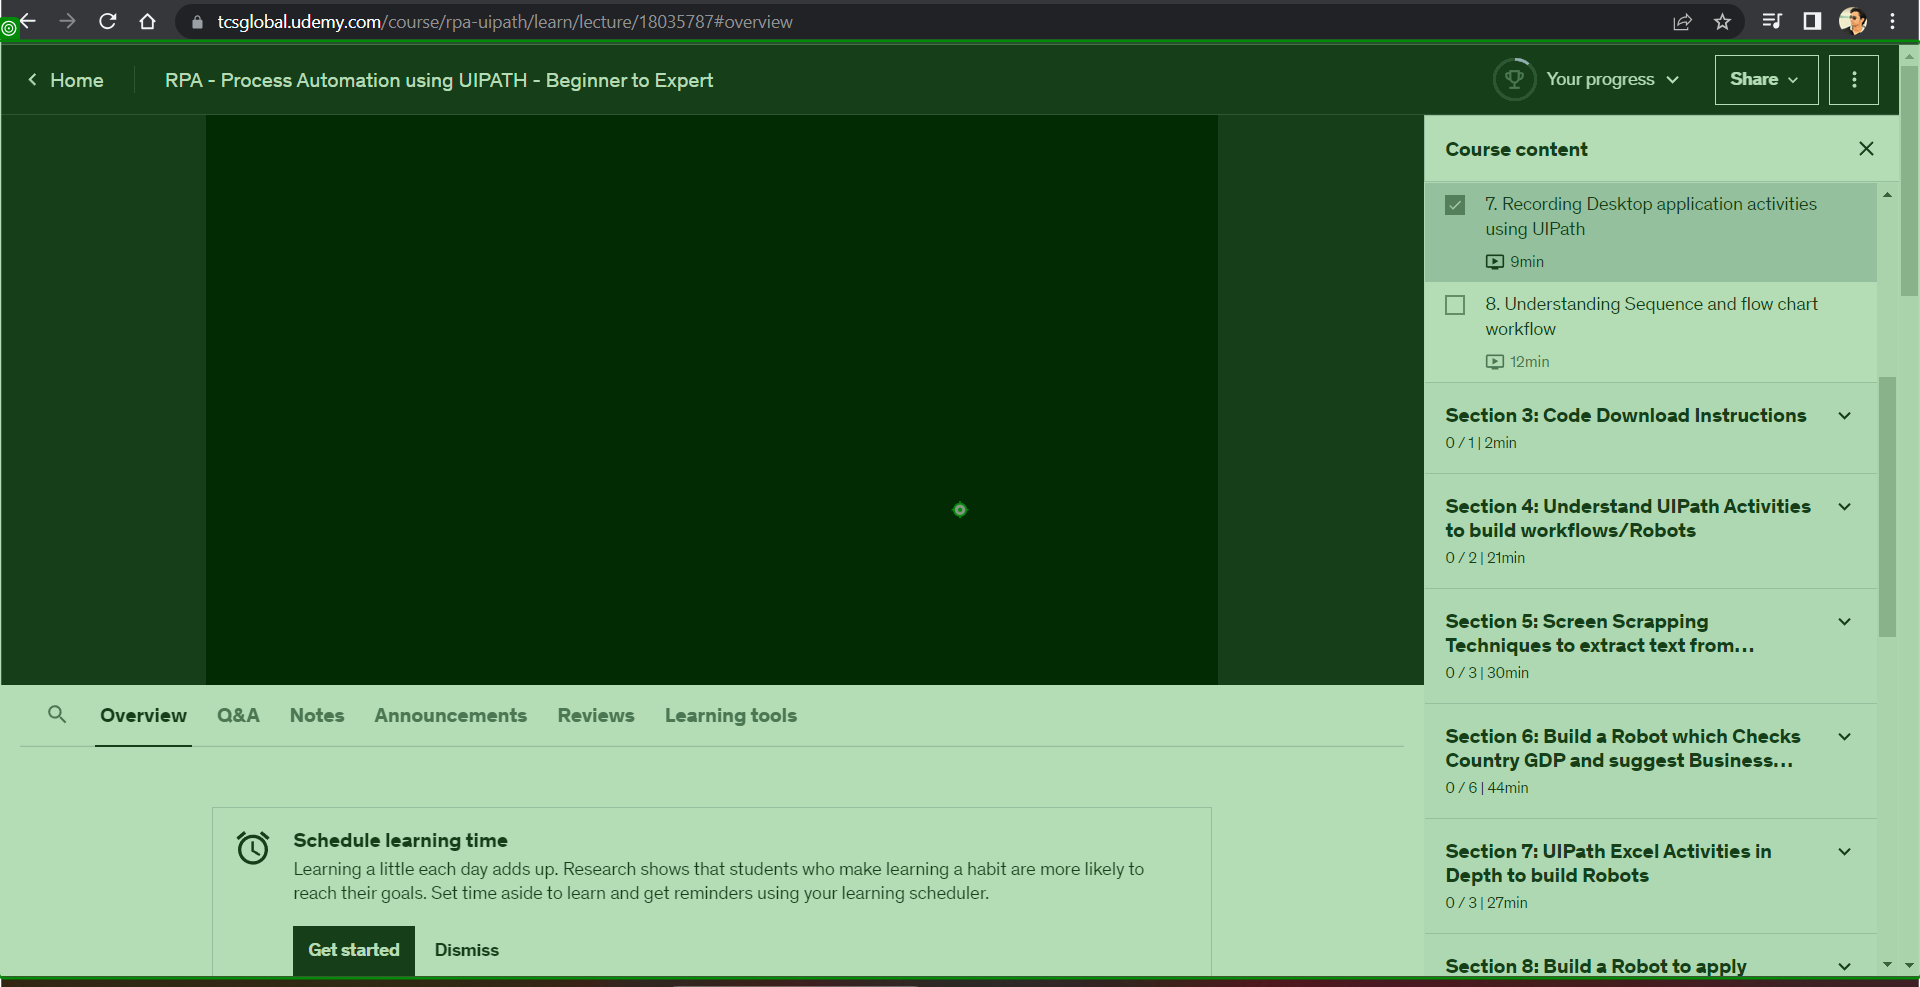 tcsglobal.udemy.com/course/rpa-uipath/learn/lecture/18035787#overview
Home
RPA - Process Automation using UIPATH - Beginner to Expert
Your progress
Share
Course content
7. Recording Desktop application activities
using UIPath
9min
8. Understanding Sequence and flow chart
workflow
12min
Section 3: Code Download Instructions
0 / 1 | 2min
Section 4: Understand UIPath Activities
to build workflows/Robots
0 / 2 | 21min
Section 5: Screen Scrapping
Techniques to extract text from...
0 / 3 | 30min
Section 6: Build a Robot which Checks
Country GDP and suggest Business...
0 / 6 | 44min
Section 7: UIPath Excel Activities in
Depth to build Robots
0 / 3 | 27min
Section 8: Build a Robot to apply
Overview
Q&A
Notes
Announcements
Reviews
Learning tools
Schedule learning time
Learning a little each day adds up. Research shows that students who make learning a habit are more likely to
reach their goals. Set time aside to learn and get reminders using your learning scheduler.
Get started
Dismiss